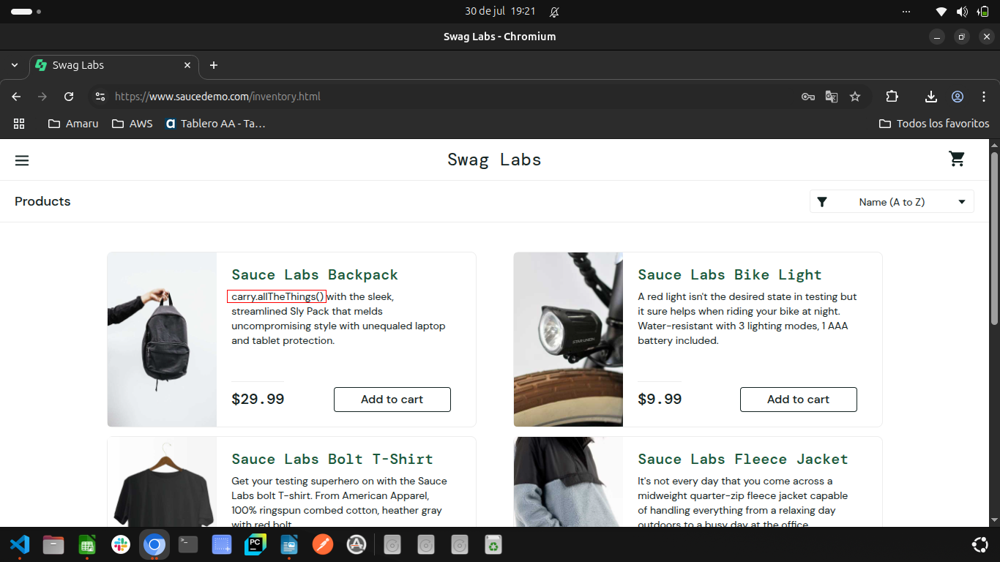 30 de jul 19:21
Swag Labs - Chromium
Swag Labs
https://www.saucedemo.com/inventory.html
Amaru
AWS
Tablero AA - Ta…
Todos los favoritos
Swag Labs
Products
Name (A to Z)
Sauce Labs Backpack
carry.allTheThings() with the sleek,
streamlined Sly Pack that melds
uncompromising style with unequaled laptop
and tablet protection.
$29.99
Add to cart
Sauce Labs Bike Light
A red light isn't the desired state in testing but
it sure helps when riding your bike at night.
Water-resistant with 3 lighting modes, 1 AAA
battery included.
STAR UNION
$9.99
Add to cart
Sauce Labs Bolt T-Shirt
Get your testing superhero on with the Sauce
Labs bolt T-shirt. From American Apparel,
100% ringspun combed cotton, heather gray
with red bolt.
Sauce Labs Fleece Jacket
It's not every day that you come across a
midweight quarter-zip fleece jacket capable
of handling everything from a relaxing day
outdoors to a busy day at the office.
PC